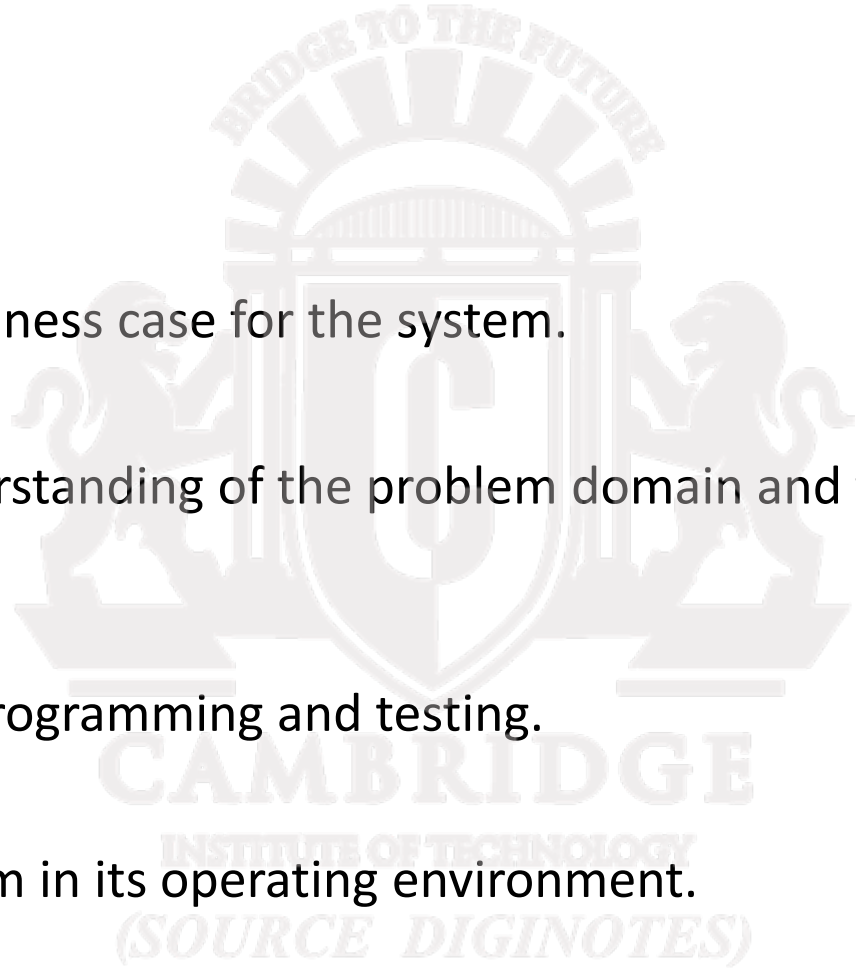 BRIDGE TO THE FUTURE
ness case for the system.
rstanding of the problem domain and
rogramming and testing.
CAMBRIDGE
INSTITUTE OF TECHNOLOGY
m in its operating environment.
(SOURCE DIGINOTES)